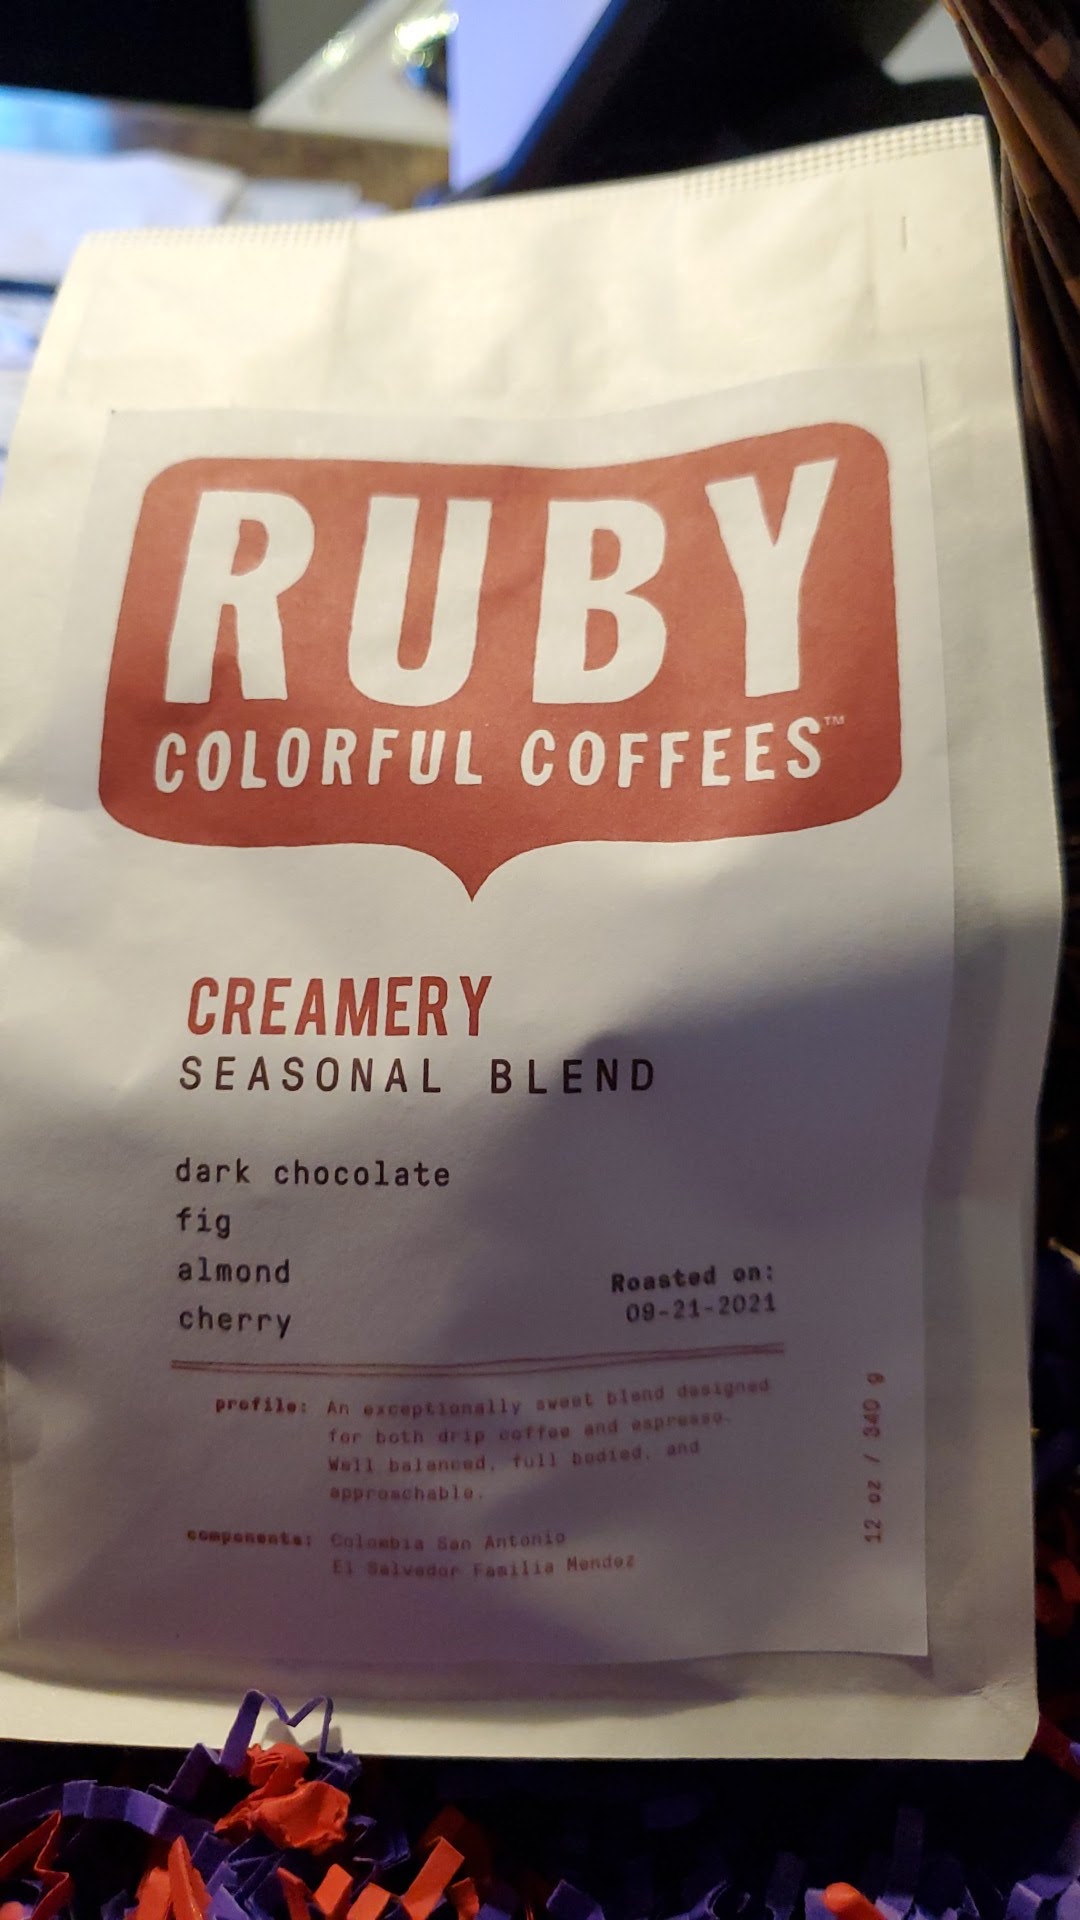 RUBY
COLORFUL COFFEES™
CREAMERY
SEASONAL BLEND
dark chocolate
fig
almond
cherry
Roasted on:
09-21-2021
profile: An exceptionally sweet blend designed
for both drip coffee and espresso.
Well balanced, full bodied, and
approachable.
components: Colombia San Antonio
El Salvador Familia Mendez
12 oz / 340 g